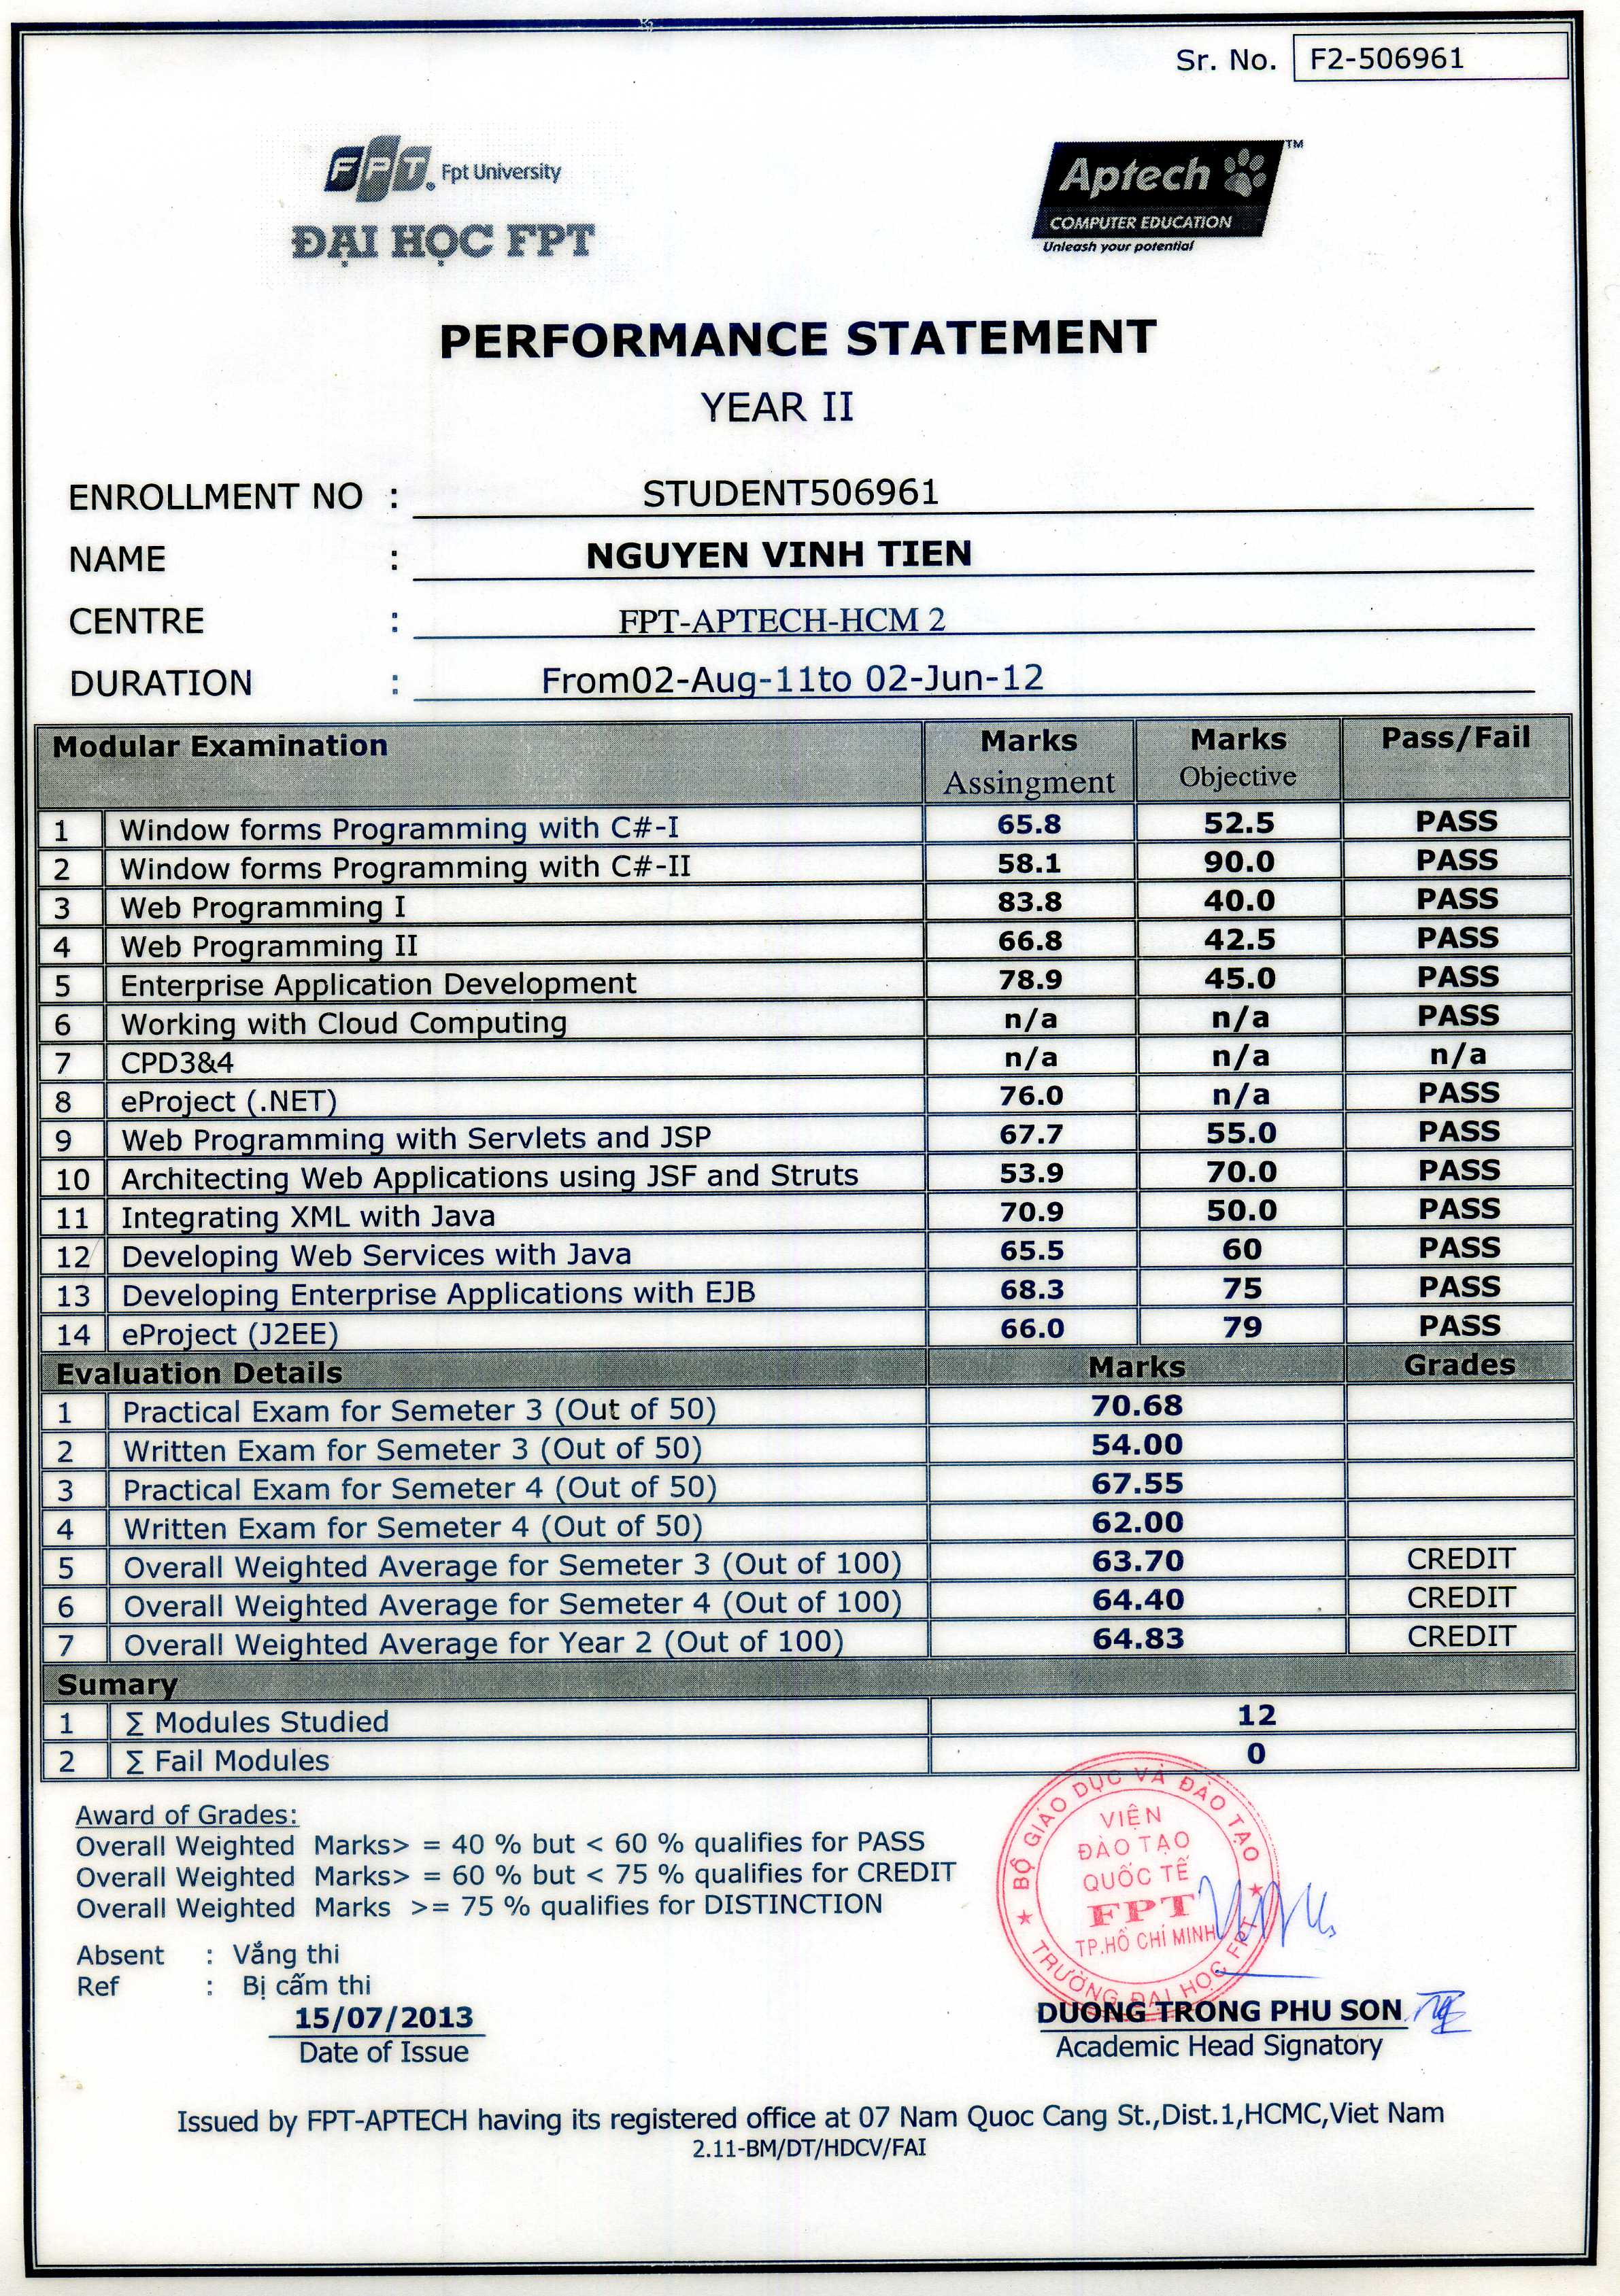 Sr. No. F2-506961
FPT Fpt University
ĐẠI HỌC FPT
Aptech ™
COMPUTER EDUCATION
Unleash your potential
PERFORMANCE STATEMENT
YEAR II
ENROLLMENT NO : STUDENT506961
NAME : NGUYEN VINH TIEN
CENTRE : FPT-APTECH-HCM 2
DURATION : From02-Aug-11to 02-Jun-12
Modular Examination Marks Assingment Marks Objective Pass/Fail
1 Window forms Programming with C#-I 65.8 52.5 PASS
2 Window forms Programming with C#-II 58.1 90.0 PASS
3 Web Programming I 83.8 40.0 PASS
4 Web Programming II 66.8 42.5 PASS
5 Enterprise Application Development 78.9 45.0 PASS
6 Working with Cloud Computing n/a n/a PASS
7 CPD3&4 n/a n/a n/a
8 eProject (.NET) 76.0 n/a PASS
9 Web Programming with Servlets and JSP 67.7 55.0 PASS
10 Architecting Web Applications using JSF and Struts 53.9 70.0 PASS
11 Integrating XML with Java 70.9 50.0 PASS
12 Developing Web Services with Java 65.5 60 PASS
13 Developing Enterprise Applications with EJB 68.3 75 PASS
14 eProject (J2EE) 66.0 79 PASS
Evaluation Details Marks Grades
1 Practical Exam for Semeter 3 (Out of 50) 70.68
2 Written Exam for Semeter 3 (Out of 50) 54.00
3 Practical Exam for Semeter 4 (Out of 50) 67.55
4 Written Exam for Semeter 4 (Out of 50) 62.00
5 Overall Weighted Average for Semeter 3 (Out of 100) 63.70 CREDIT
6 Overall Weighted Average for Semeter 4 (Out of 100) 64.40 CREDIT
7 Overall Weighted Average for Year 2 (Out of 100) 64.83 CREDIT
Sumary
1 ∑ Modules Studied 12
2 ∑ Fail Modules 0
Award of Grades:
Overall Weighted Marks> = 40 % but < 60 % qualifies for PASS
Overall Weighted Marks> = 60 % but < 75 % qualifies for CREDIT
Overall Weighted Marks >= 75 % qualifies for DISTINCTION
Absent : Vắng thi
Ref : Bị cấm thi
15/07/2013
Date of Issue
BỘ GIÁO DỤC VÀ ĐÀO TẠO
VIỆN
ĐÀO TẠO
QUỐC TẾ
FPT
TP.HỒ CHÍ MINH
TRƯỜNG ĐẠI HỌC FPT
DUONG TRONG PHU SON
Academic Head Signatory
Issued by FPT-APTECH having its registered office at 07 Nam Quoc Cang St.,Dist.1,HCMC,Viet Nam
2.11-BM/DT/HDCV/FAI